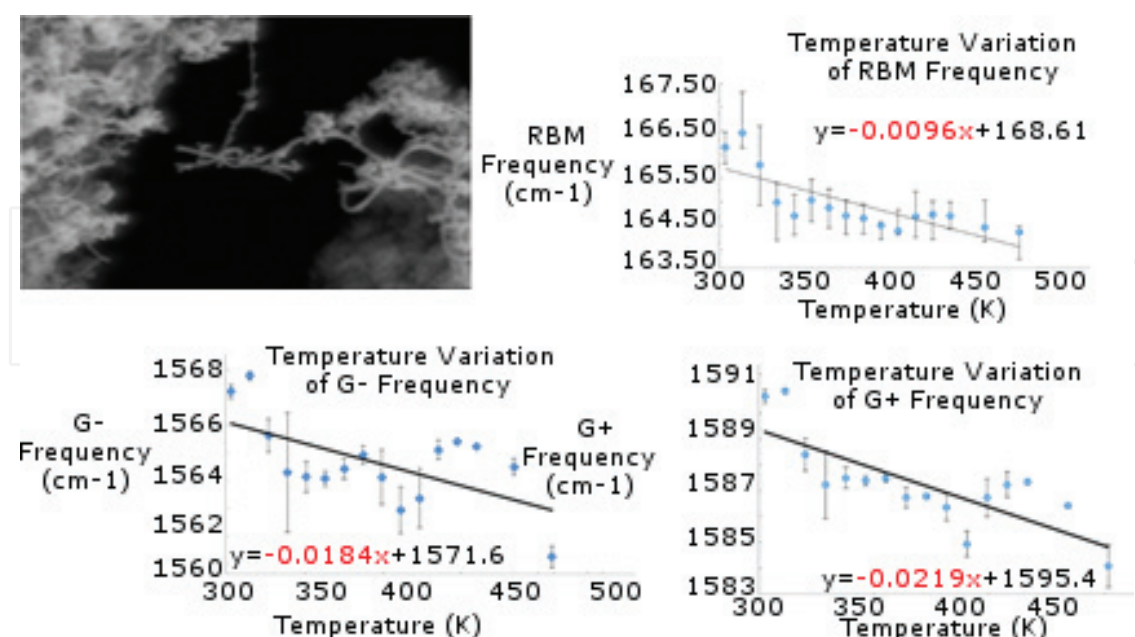 Temperature Variation
of RBM Frequency
167.50
166.50
165.50
164.50
163.50
RBM
Frequency
(cm-1)
y=-0.0096x+168.61
300 350 400 450 500
Temperature (K)
Temperature Variation
of G- Frequency
1568
1566
1564
1562
1560
G-
Frequency
(cm-1)
y=-0.0184x+1571.6
300 350 400 450 500
Temperature (K)
Temperature Variation
of G+ Frequency
1591
1589
1587
1585
1583
G+
Frequency
(cm-1)
y=-0.0219x+1595.4
300 350 400 450
Temperature (K)